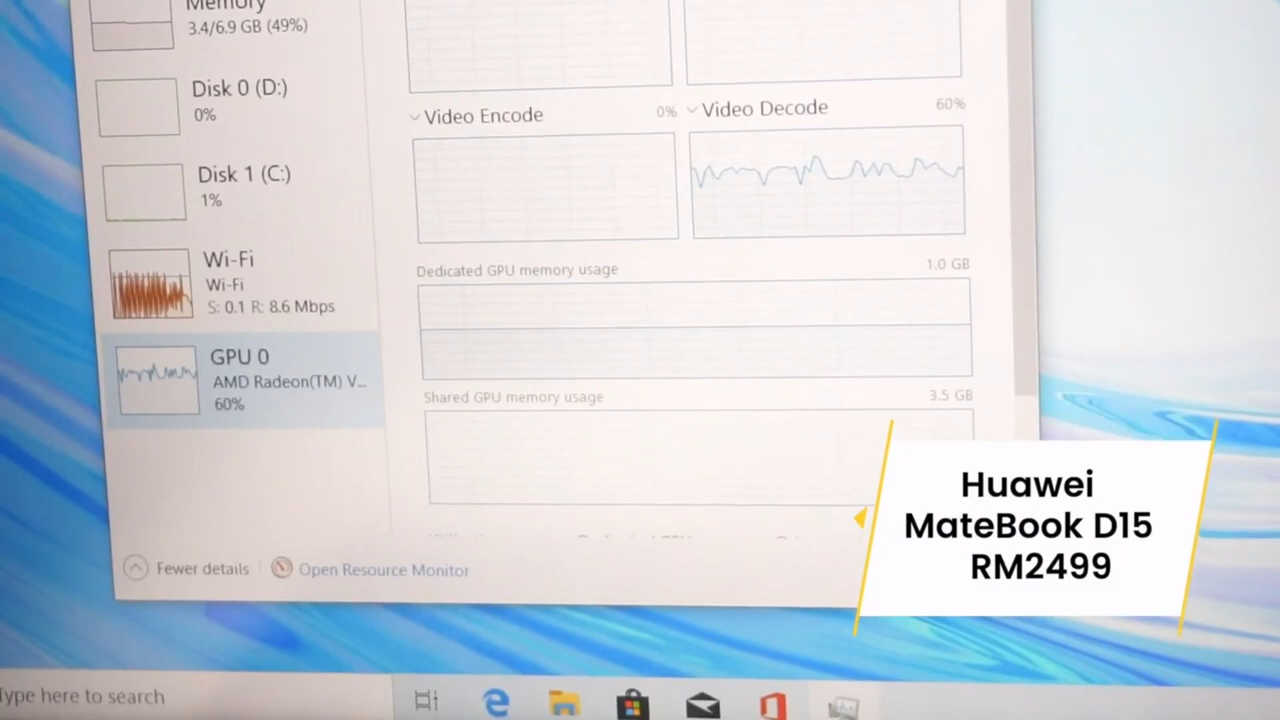 Memory
3.4/6.9 GB (49%)
Disk 0 (D:)
0%
Disk 1 (C:)
1%
Wi-Fi
Wi-Fi
S: 0.1 R: 8.6 Mbps
GPU 0
AMD Radeon(TM) V...
60%
Video Encode 0%
Video Decode 60%
Dedicated GPU memory usage 1.0 GB
Shared GPU memory usage 3.5 GB
Fewer details
Open Resource Monitor
Huawei
MateBook D15
RM2499
Type here to search